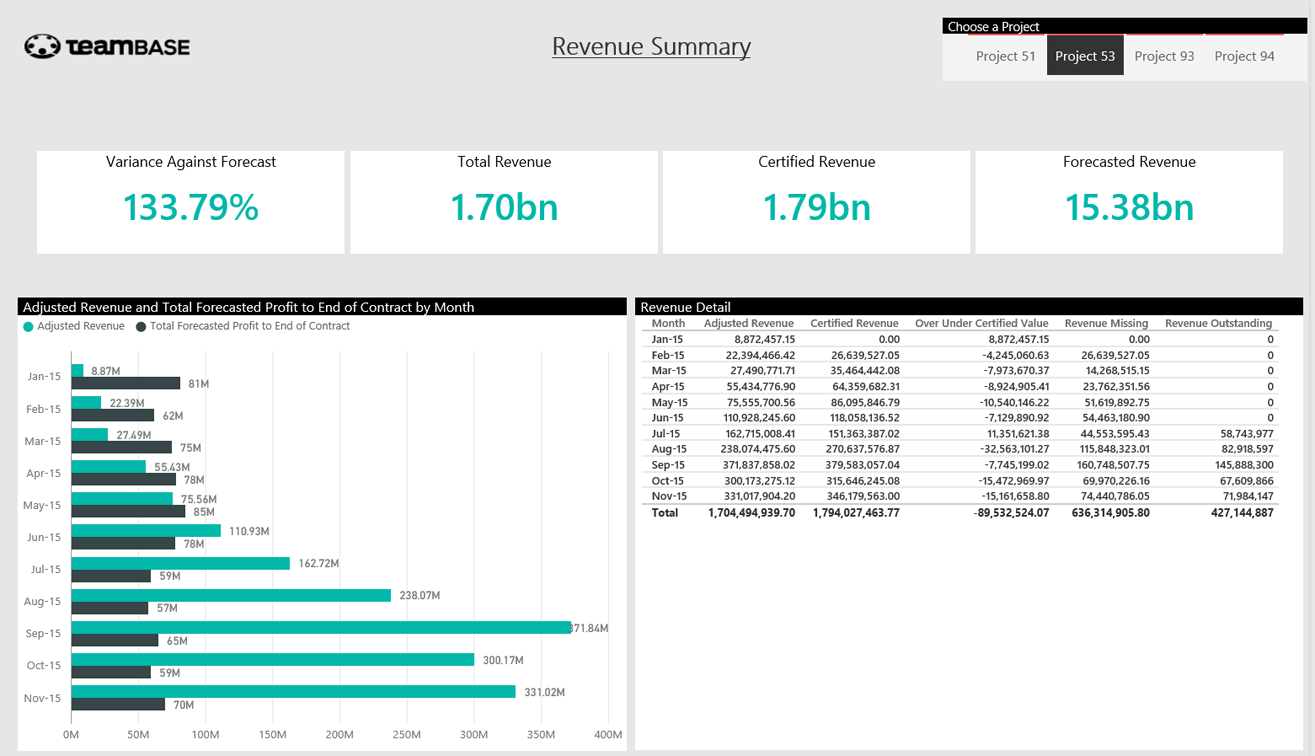 TEAMBASE
Revenue Summary
Choose a Project
Project 51 Project 53 Project 93 Project 94
Variance Against Forecast
133.79%
Total Revenue
1.70bn
Certified Revenue
1.79bn
Forecasted Revenue
15.38bn
Adjusted Revenue and Total Forecasted Profit to End of Contract by Month
Adjusted Revenue Total Forecasted Profit to End of Contract
Jan-15 8.87M
81M
Feb-15 22.39M
62M
Mar-15 27.49M
75M
Apr-15 55.43M
78M
May-15 75.56M
85M
Jun-15 110.93M
78M
Jul-15 162.72M
59M
Aug-15 238.07M
57M
Sep-15 371.84M
65M
Oct-15 300.17M
59M
Nov-15 331.02M
70M
0M 50M 100M 150M 200M 250M 300M 350M 400M
Revenue Detail
Month Adjusted Revenue Certified Revenue Over Under Certified Value Revenue Missing Revenue Outstanding
Jan-15 8,872,457.15 0.00 8,872,457.15 0.00 0
Feb-15 22,394,466.42 26,639,527.05 -4,245,060.63 26,639,527.05 0
Mar-15 27,490,771.71 35,464,442.08 -7,973,670.37 14,268,515.15 0
Apr-15 55,434,776.90 64,359,682.31 -8,924,905.41 23,762,351.56 0
May-15 75,555,700.56 86,095,846.79 -10,540,146.22 51,619,892.75 0
Jun-15 110,928,245.60 118,058,136.52 -7,129,890.92 54,463,180.90 0
Jul-15 162,715,008.41 151,363,387.02 11,351,621.38 44,553,595.43 58,743,977
Aug-15 238,074,475.60 270,637,576.87 -32,563,101.27 115,848,323.01 82,918,597
Sep-15 371,837,858.02 379,583,057.04 -7,745,199.02 160,748,507.75 145,888,300
Oct-15 300,173,275.12 315,646,245.08 -15,472,969.97 69,970,226.16 67,609,866
Nov-15 331,017,904.20 346,179,563.00 -15,161,658.80 74,440,786.05 71,984,147
Total 1,704,494,939.70 1,794,027,463.77 -89,532,524.07 636,314,905.80 427,144,887